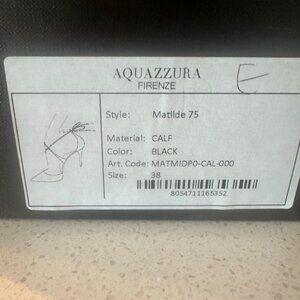 AQUAZZURA
FIRENZE
E
Style: Matilde 75
Material: CALF
Color: BLACK
Art. Code: MATMIDP0-CAL-000
Size: 38
8054711165352